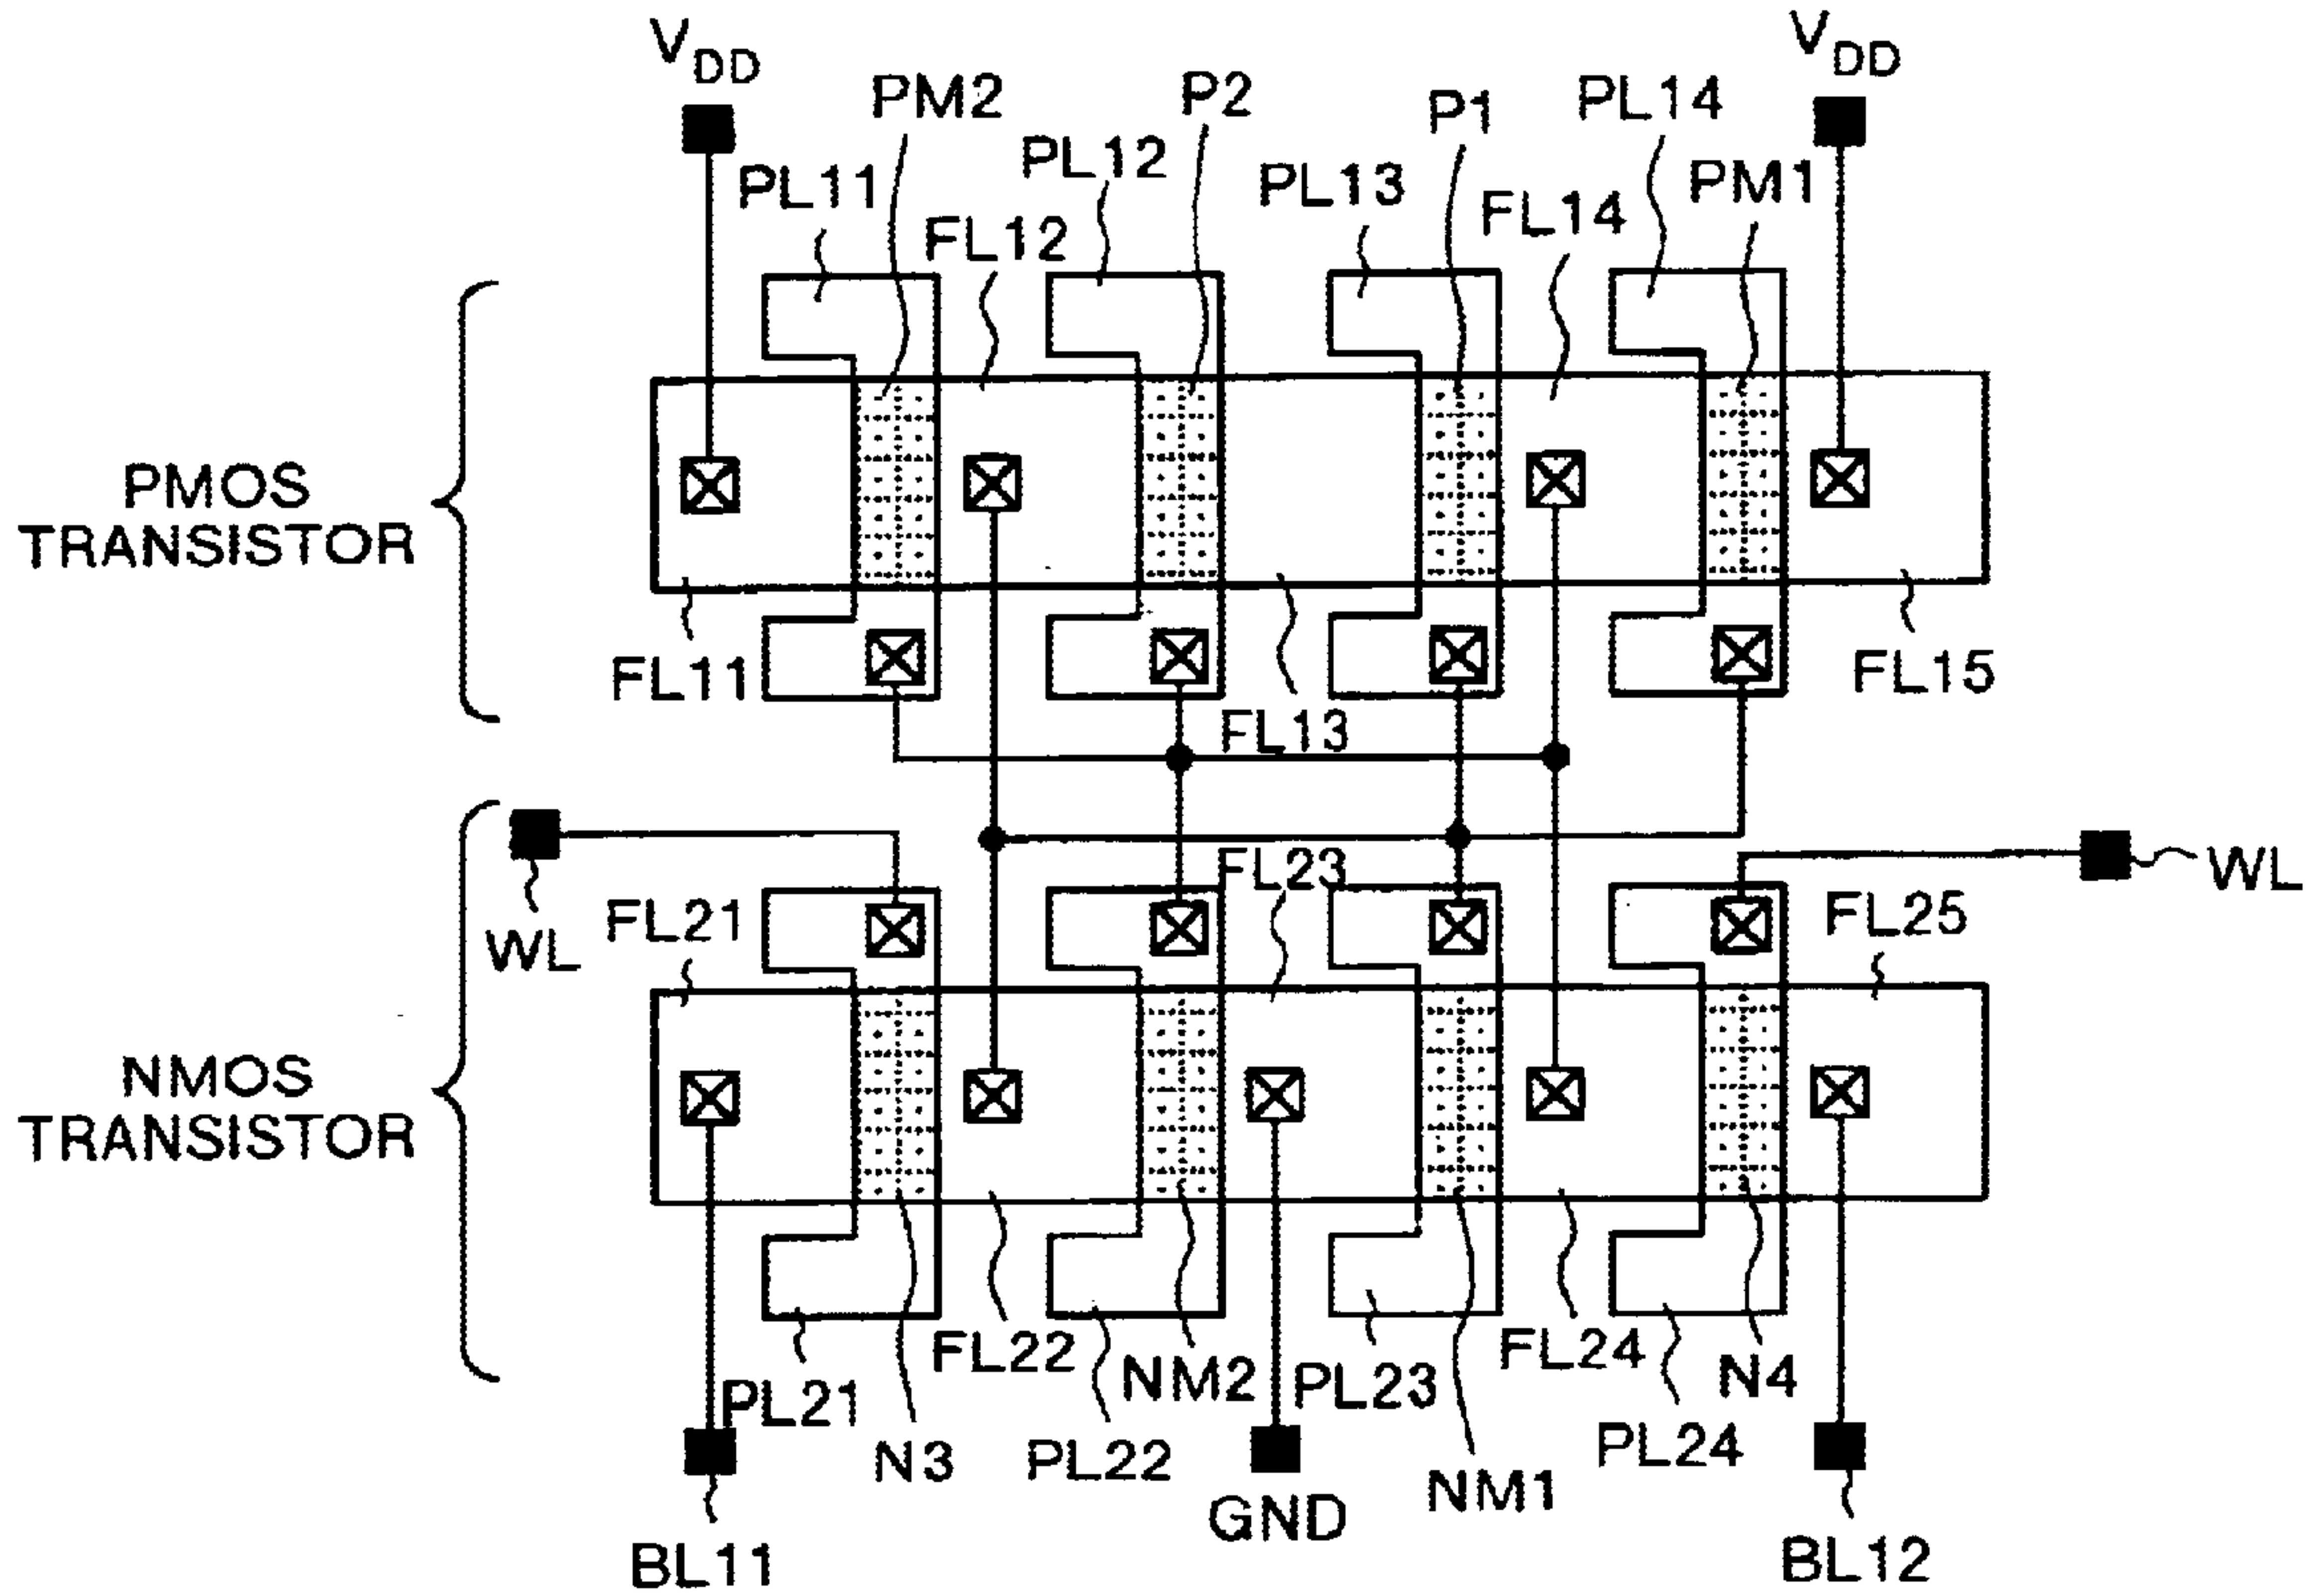 VDD
VDD
PM2
P2
P1
PL14
PL11
PL12
PL13
PM1
FL12
FL14
PMOS
TRANSISTOR
FL11
FL13
FL15
WL
FL21
FL23
FL25
WL
NMOS
TRANSISTOR
PL21
FL22
NM2
PL23
FL24
N4
N3
PL22
GND
NM1
PL24
BL11
BL12